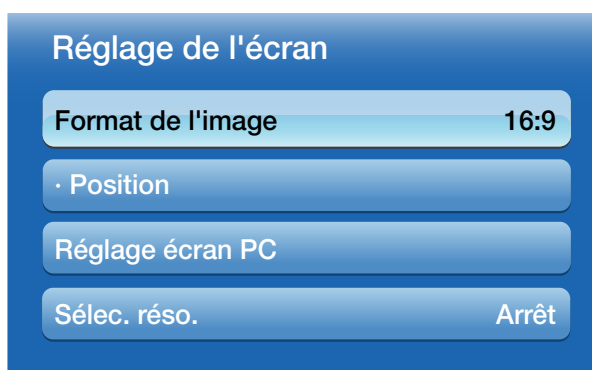 Réglage de l'écran
Format de l'image 16:9
· Position
Réglage écran PC
Sélec. réso. Arrêt